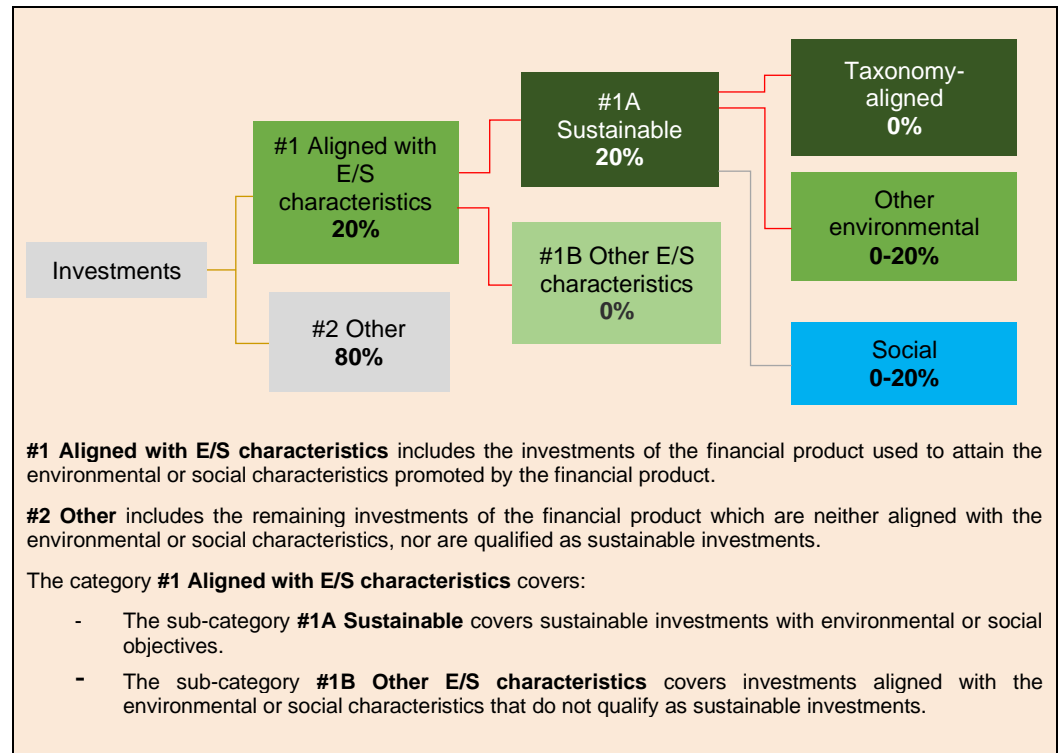 Investments
#1 Aligned with
E/S
characteristics
20%
#2 Other
80%
#1A
Sustainable
20%
#1B Other E/S
characteristics
0%
Taxonomy-
aligned
0%
Other
environmental
0-20%
Social
0-20%
#1 Aligned with E/S characteristics includes the investments of the financial product used to attain the
environmental or social characteristics promoted by the financial product.
#2 Other includes the remaining investments of the financial product which are neither aligned with the
environmental or social characteristics, nor are qualified as sustainable investments.
The category #1 Aligned with E/S characteristics covers:
- The sub-category #1A Sustainable covers sustainable investments with environmental or social
objectives.
- The sub-category #1B Other E/S characteristics covers investments aligned with the
environmental or social characteristics that do not qualify as sustainable investments.